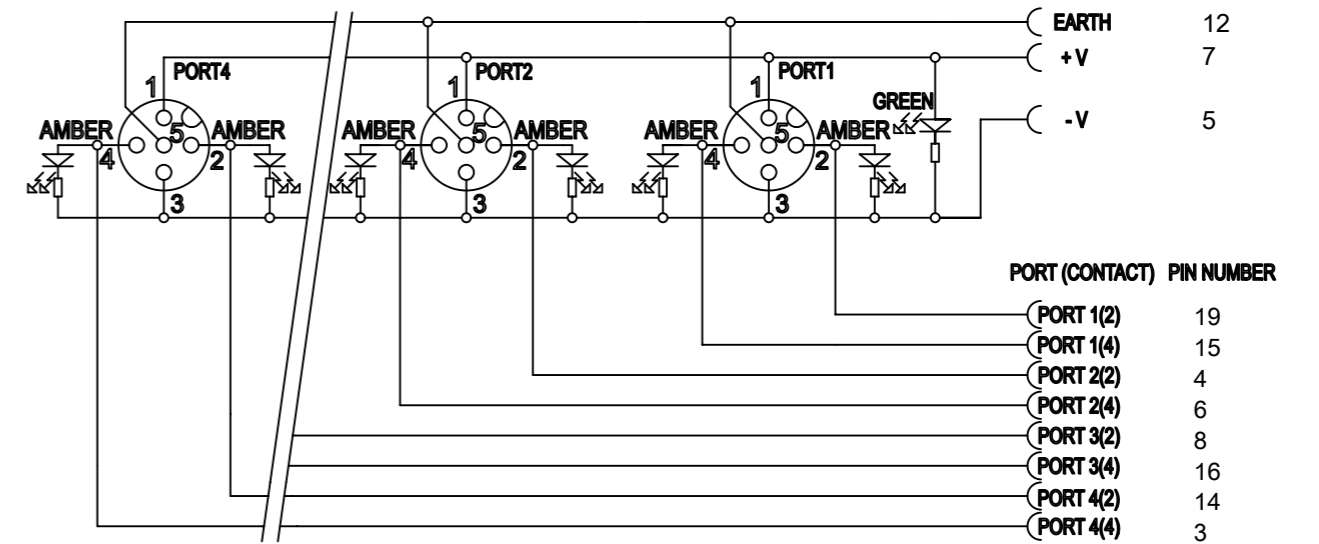 EARTH 12
+V 7
-V 5
PORT4 PORT2 PORT1
1 1 1
GREEN
AMBER 5 AMBER AMBER 5 AMBER AMBER 5 AMBER
4 2 4 2 4 2
3 3 3
PORT (CONTACT) PIN NUMBER
PORT 1(2) 19
PORT 1(4) 15
PORT 2(2) 4
PORT 2(4) 6
PORT 3(2) 8
PORT 3(4) 16
PORT 4(2) 14
PORT 4(4) 3